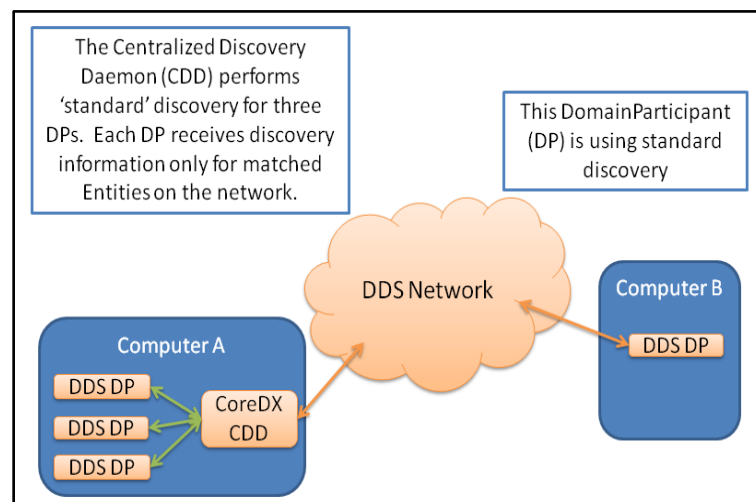 The Centralized Discovery
Daemon (CDD) performs
‘standard’ discovery for three
DPs.  Each DP receives discovery
information only for matched
Entities on the network.
This DomainParticipant
(DP) is using standard
discovery
DDS Network
Computer A
DDS DP
DDS DP
DDS DP
CoreDX
CDD
Computer B
DDS DP